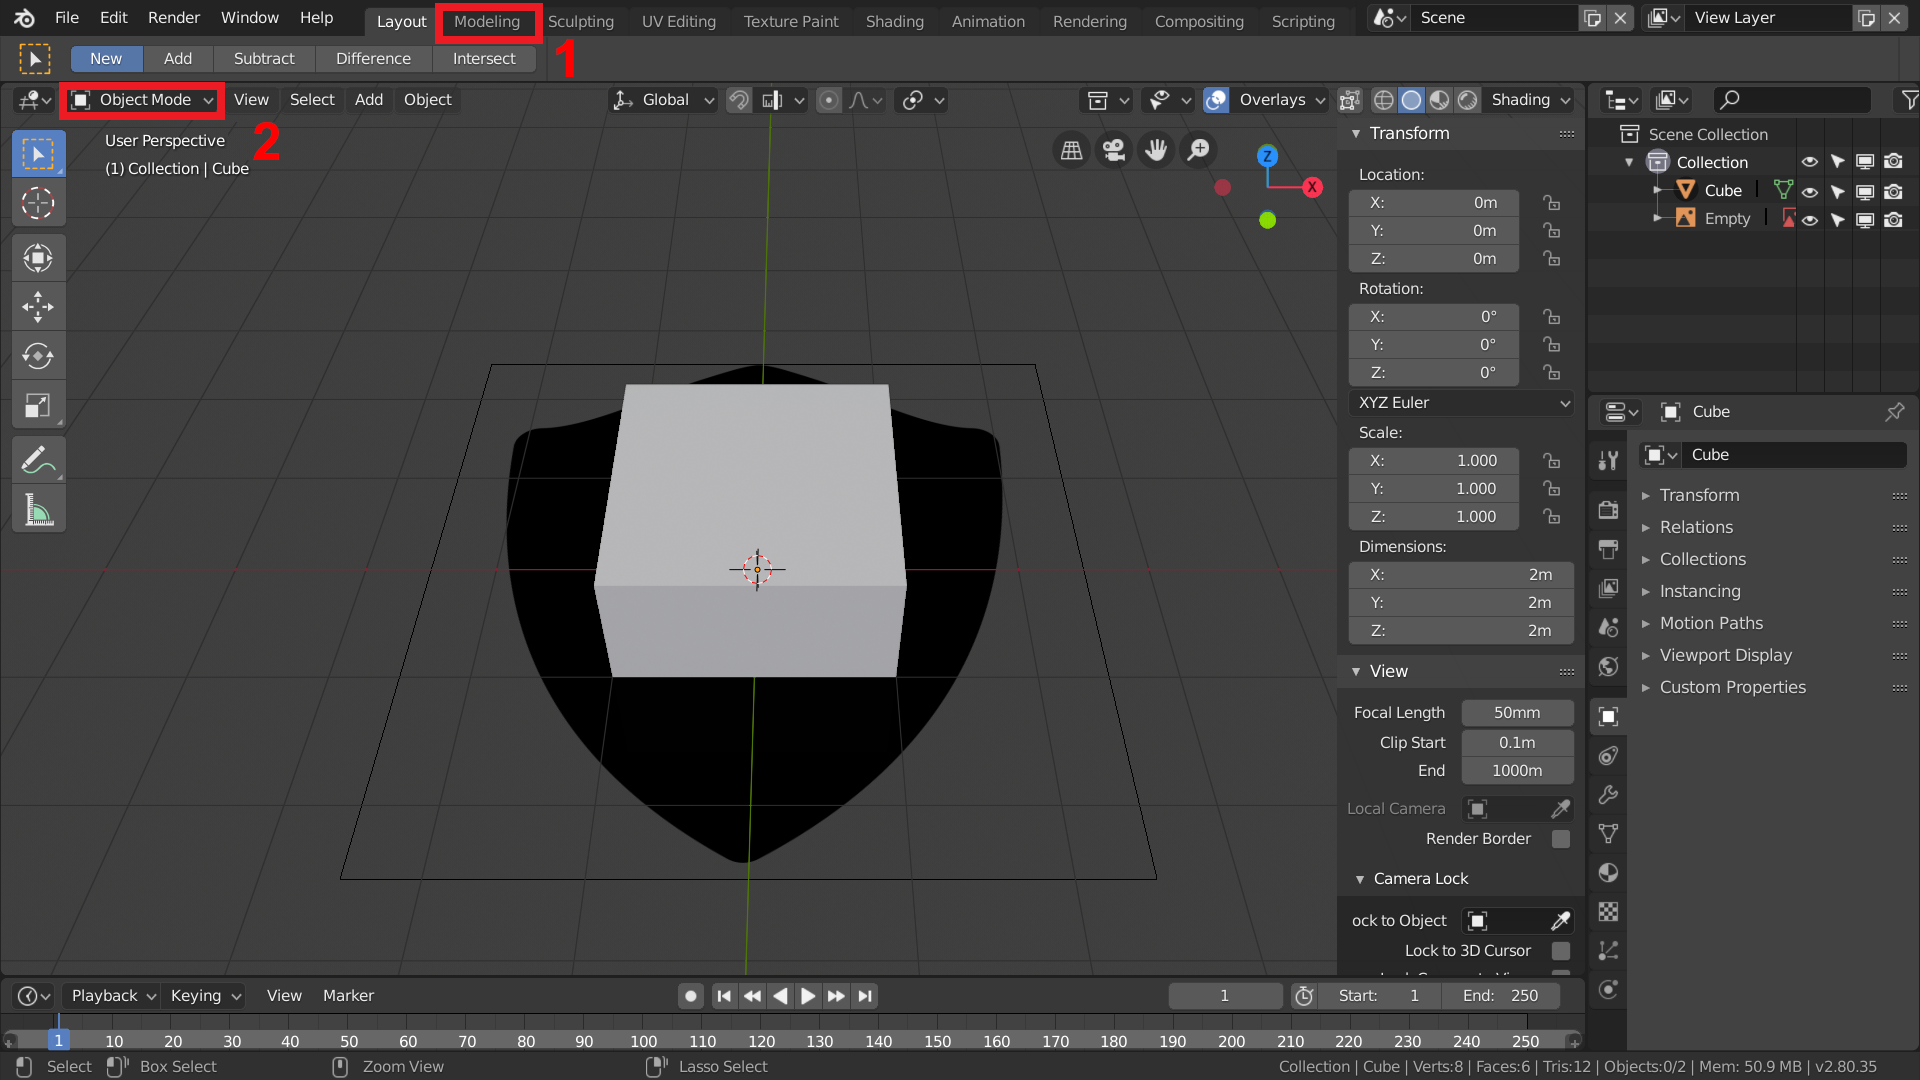 File Edit Render Window Help Layout Modeling Sculpting UV Editing Texture Paint Shading Animation Rendering Compositing Scripting Scene View Layer
New Add Subtract Difference Intersect 1
Object Mode View Select Add Object Global Overlays Shading
2
User Perspective
(1) Collection | Cube
Z
X
Transform
Location:
X: 0m
Y: 0m
Z: 0m
Rotation:
X: 0°
Y: 0°
Z: 0°
XYZ Euler
Scale:
X: 1.000
Y: 1.000
Z: 1.000
Dimensions:
X: 2m
Y: 2m
Z: 2m
View
Focal Length 50mm
Clip Start 0.1m
End 1000m
Local Camera
Render Border
Camera Lock
ock to Object
Lock to 3D Cursor
Scene Collection
Collection
Cube
Empty
Cube
Cube
Transform
Relations
Collections
Instancing
Motion Paths
Viewport Display
Custom Properties
Playback Keying View Marker 1 Start: 1 End: 250
1 10 20 30 40 50 60 70 80 90 100 110 120 130 140 150 160 170 180 190 200 210 220 230 240 250
Select Box Select Zoom View Lasso Select Collection | Cube | Verts:8 | Faces:6 | Tris:12 | Objects:0/2 | Mem: 50.9 MB | v2.80.35